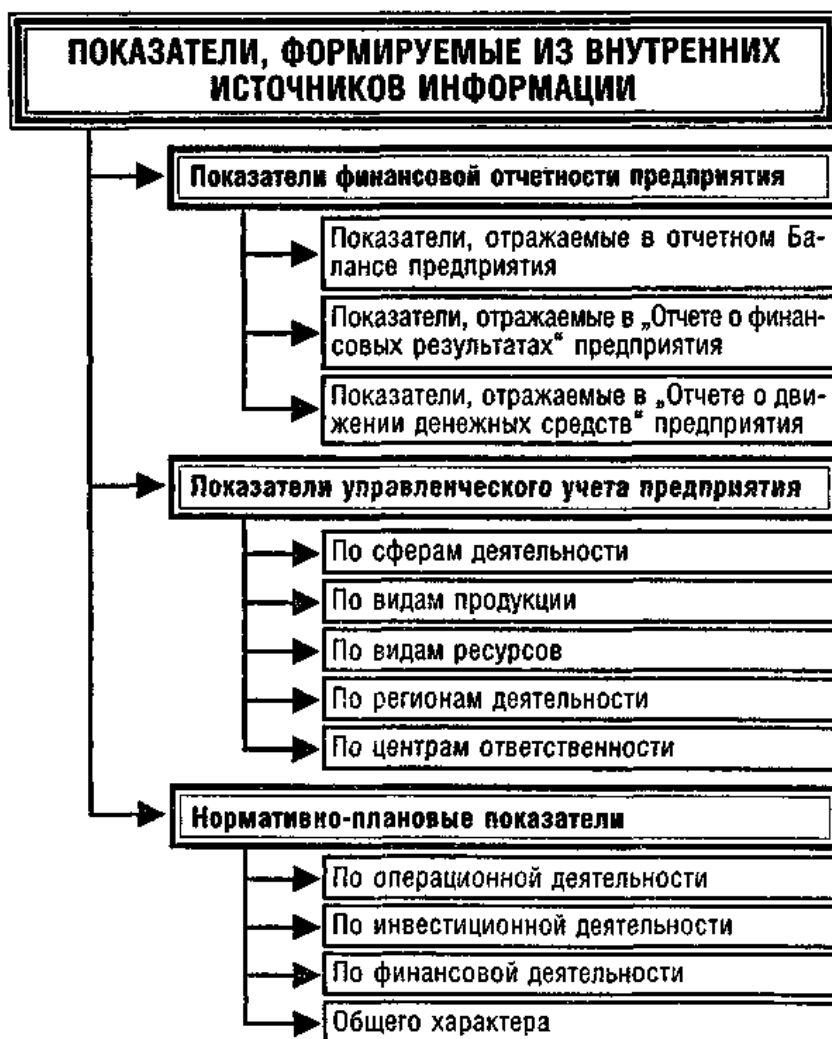 ПОКАЗАТЕЛИ, ФОРМИРУЕМЫЕ ИЗ ВНУТРЕННИХ
ИСТОЧНИКОВ ИНФОРМАЦИИ
Показатели финансовой отчетности предприятия
Показатели, отражаемые в отчетном Ба-
лансе предприятия
Показатели, отражаемые в „Отчете о финан-
совых результатах“ предприятия
Показатели, отражаемые в „Отчете о дви-
жении денежных средств“ предприятия
Показатели управленческого учета предприятия
По сферам деятельности
По видам продукции
По видам ресурсов
По регионам деятельности
По центрам ответственности
Нормативно-плановые показатели
По операционной деятельности
По инвестиционной деятельности
По финансовой деятельности
Общего характера